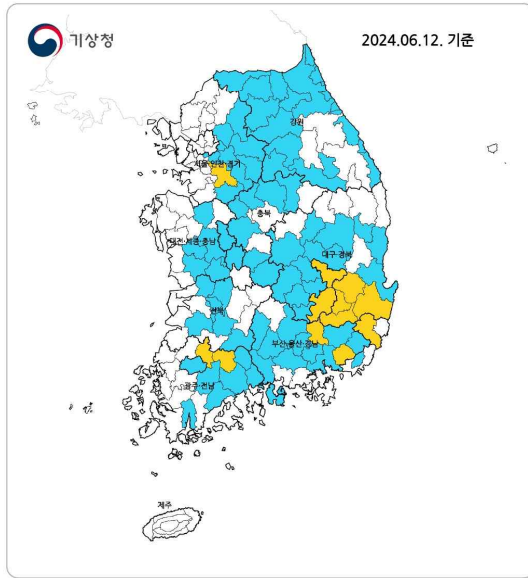 기상청
2024.06.12. 기준
강원
서울·인천·경기
충북
대전·세종·충남
대구·경북
전북
부산·울산·경남
광주·전남
제주